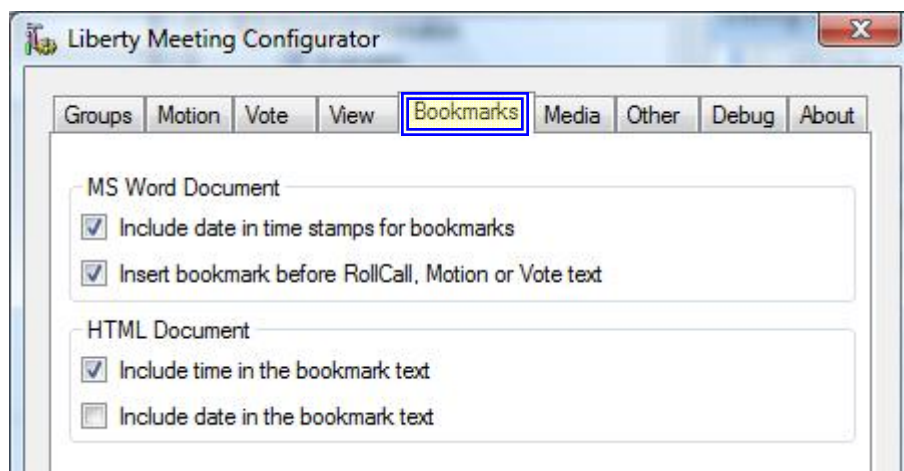 Liberty Meeting Configurator
Groups Motion Vote View Bookmarks Media Other Debug About
MS Word Document
Include date in time stamps for bookmarks
Insert bookmark before RollCall, Motion or Vote text
HTML Document
Include time in the bookmark text
Include date in the bookmark text